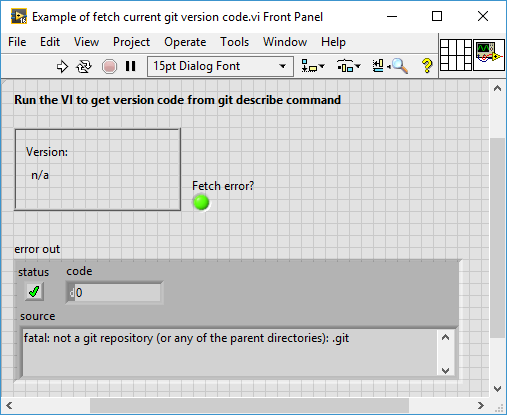 Example of fetch current git version code.vi Front Panel
File Edit View Project Operate Tools Window Help
15pt Dialog Font
Run the VI to get version code from git describe command
Version:
n/a
Fetch error?
error out
status code
d0
source
fatal: not a git repository (or any of the parent directories): .git